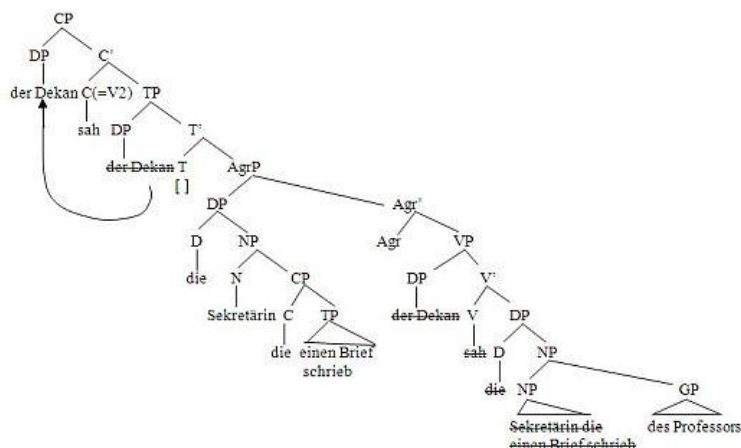 CP
DP C'
der Dekan C(=V2) TP
sah DP T'
der Dekan T AgrP
[ ]
DP Agr'
D NP Agr VP
die N CP DP V'
Sekretärin C TP der Dekan V DP
die einen Brief sah D NP
schrieb
die NP GP
Sekretärin die des Professors
einen Brief schrieb